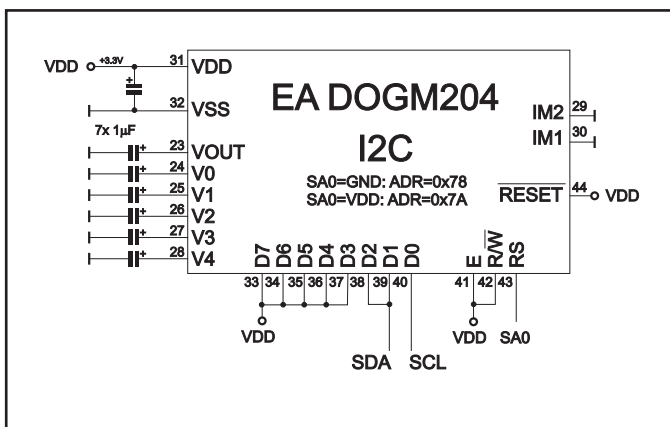 VDD +3.3V 31 VDD
32 VSS
7x 1µF
23 VOUT
24 V0
25 V1
26 V2
27 V3
28 V4
EA DOGM204
I2C
SA0=GND: ADR=0x78
SA0=VDD: ADR=0x7A
IM2 29
IM1 30
RESET 44 VDD
D7 D6 D5 D4 D3 D2 D1 D0 E R/W RS
33 34 35 36 37 38 39 40 41 42 43
VDD VDD SA0
SDA SCL